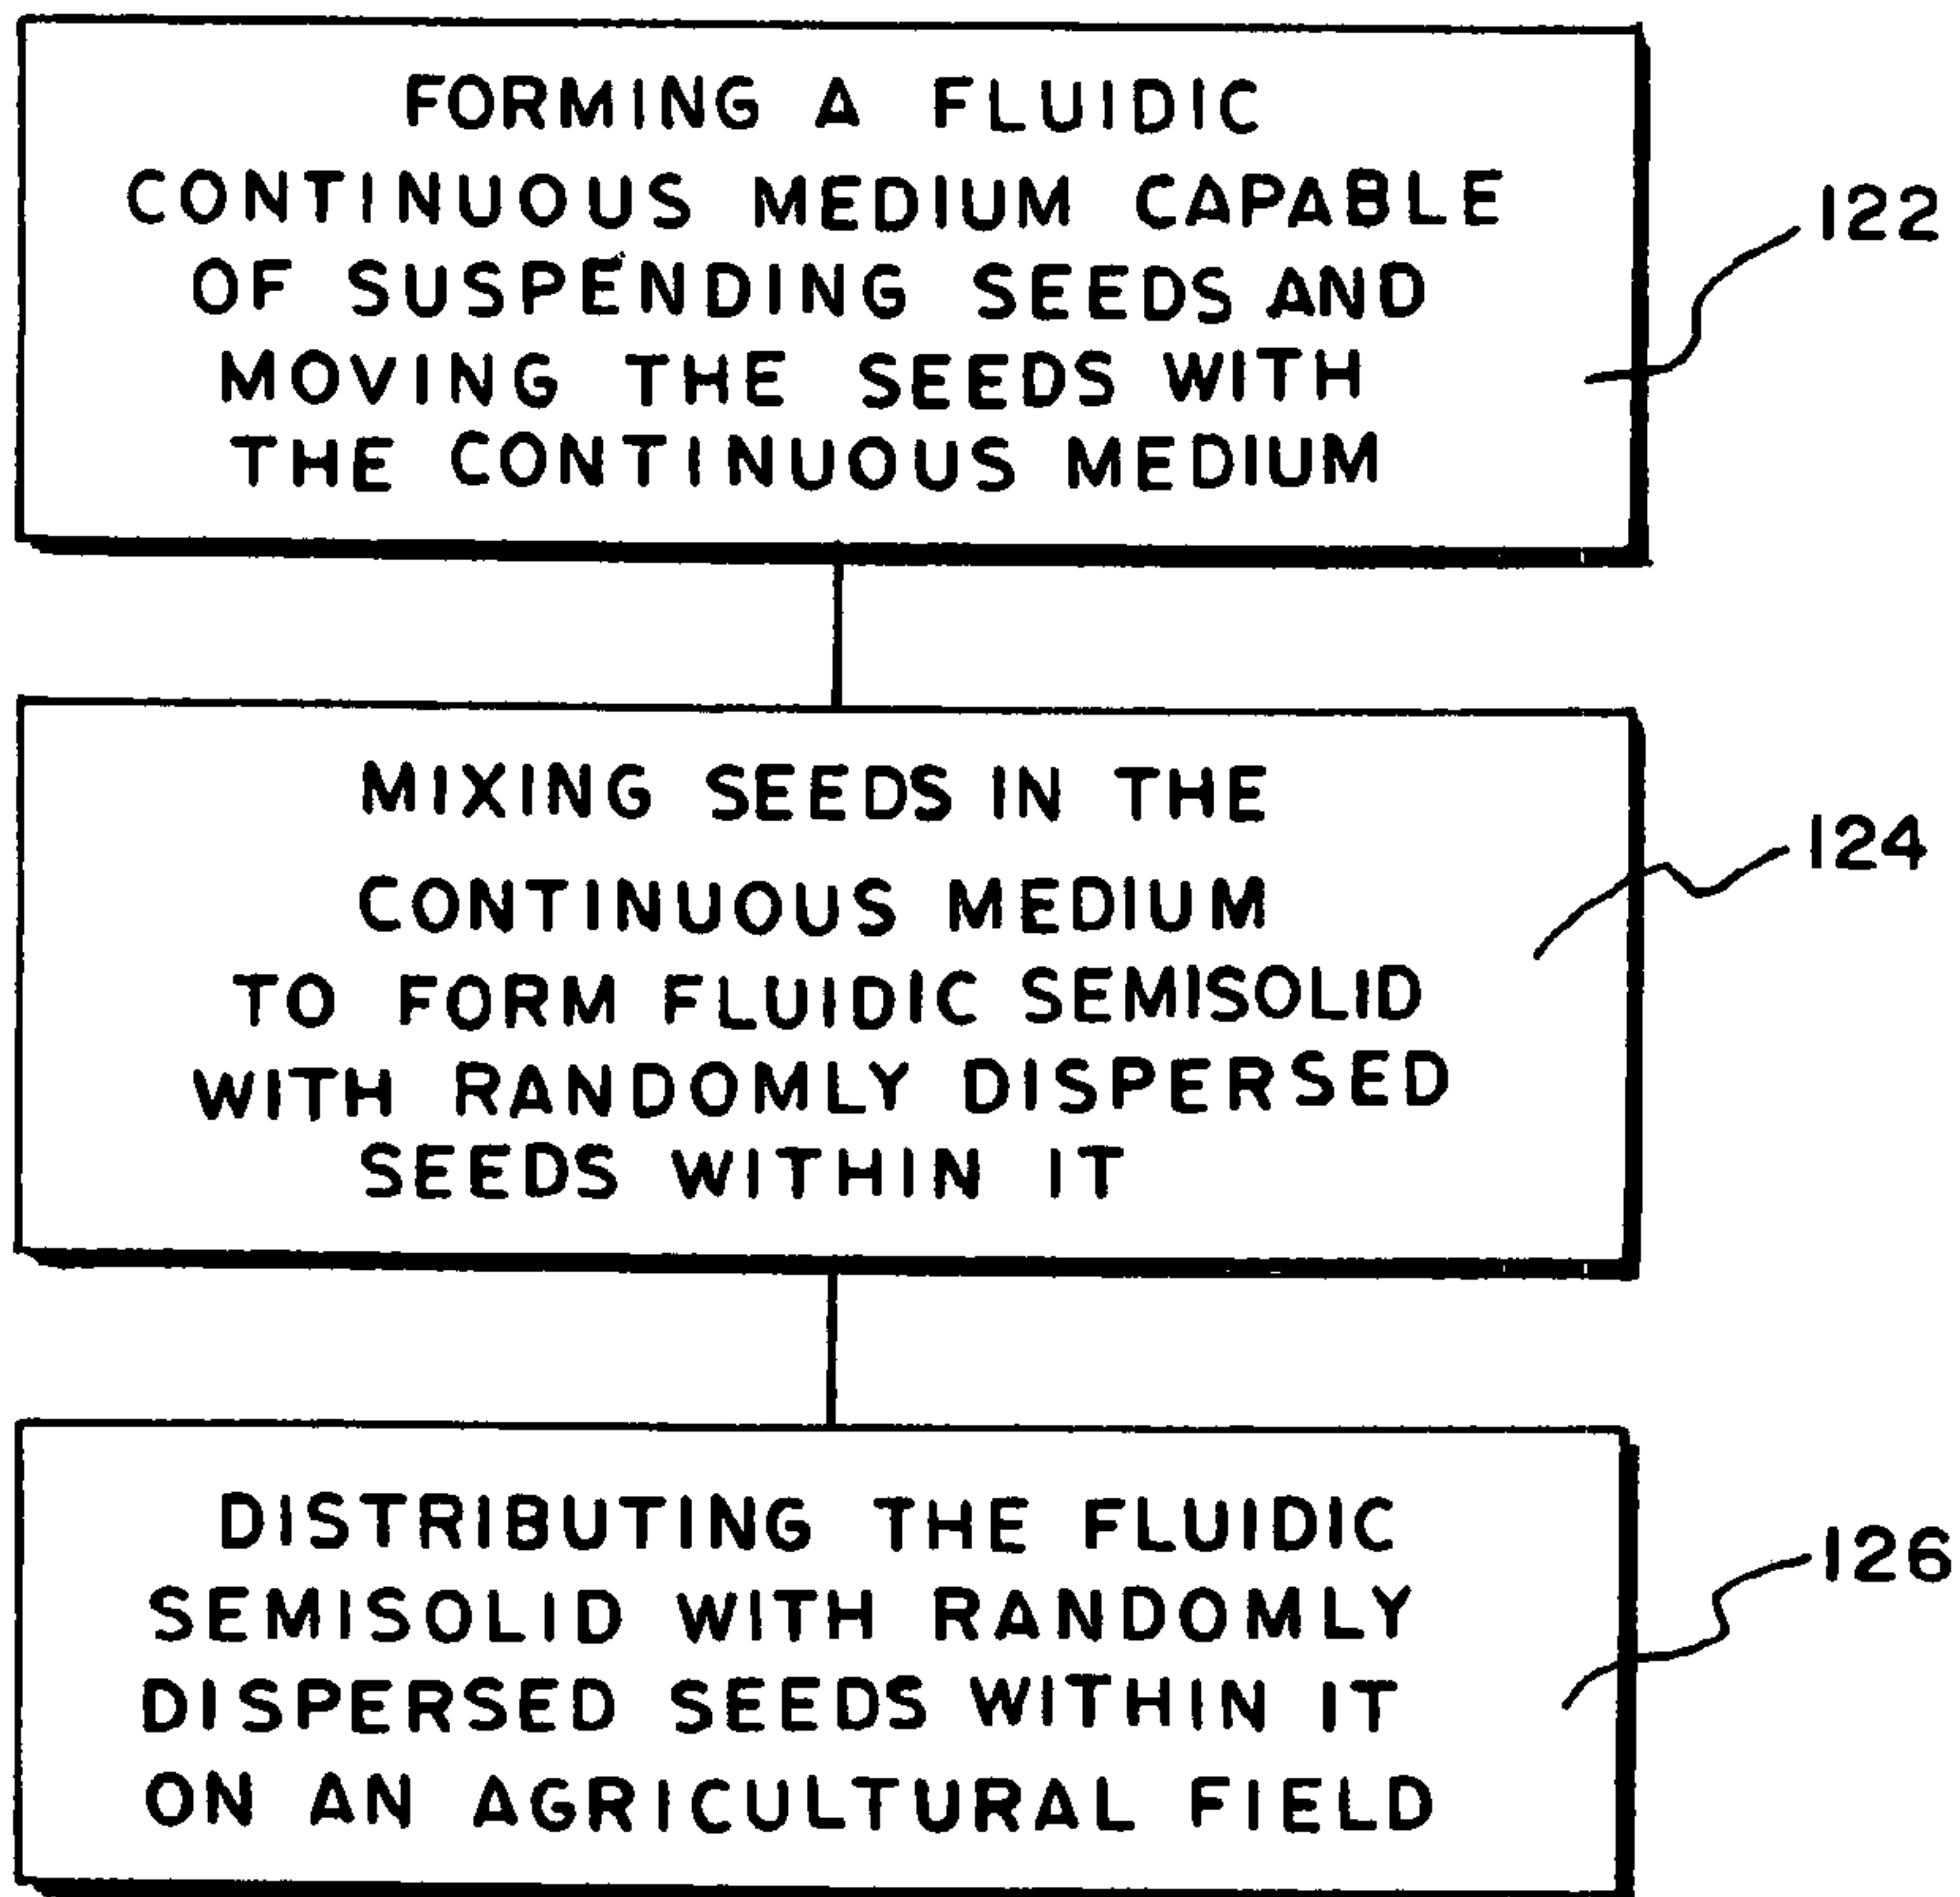 FORMING A FLUIDIC
CONTINUOUS MEDIUM CAPABLE
OF SUSPENDING SEEDS AND
MOVING THE SEEDS WITH
THE CONTINUOUS MEDIUM
122
MIXING SEEDS IN THE
CONTINUOUS MEDIUM
TO FORM FLUIDIC SEMISOLID
WITH RANDOMLY DISPERSED
SEEDS WITHIN IT
124
DISTRIBUTING THE FLUIDIC
SEMISOLID WITH RANDOMLY
DISPERSED SEEDS WITHIN IT
ON AN AGRICULTURAL FIELD
126